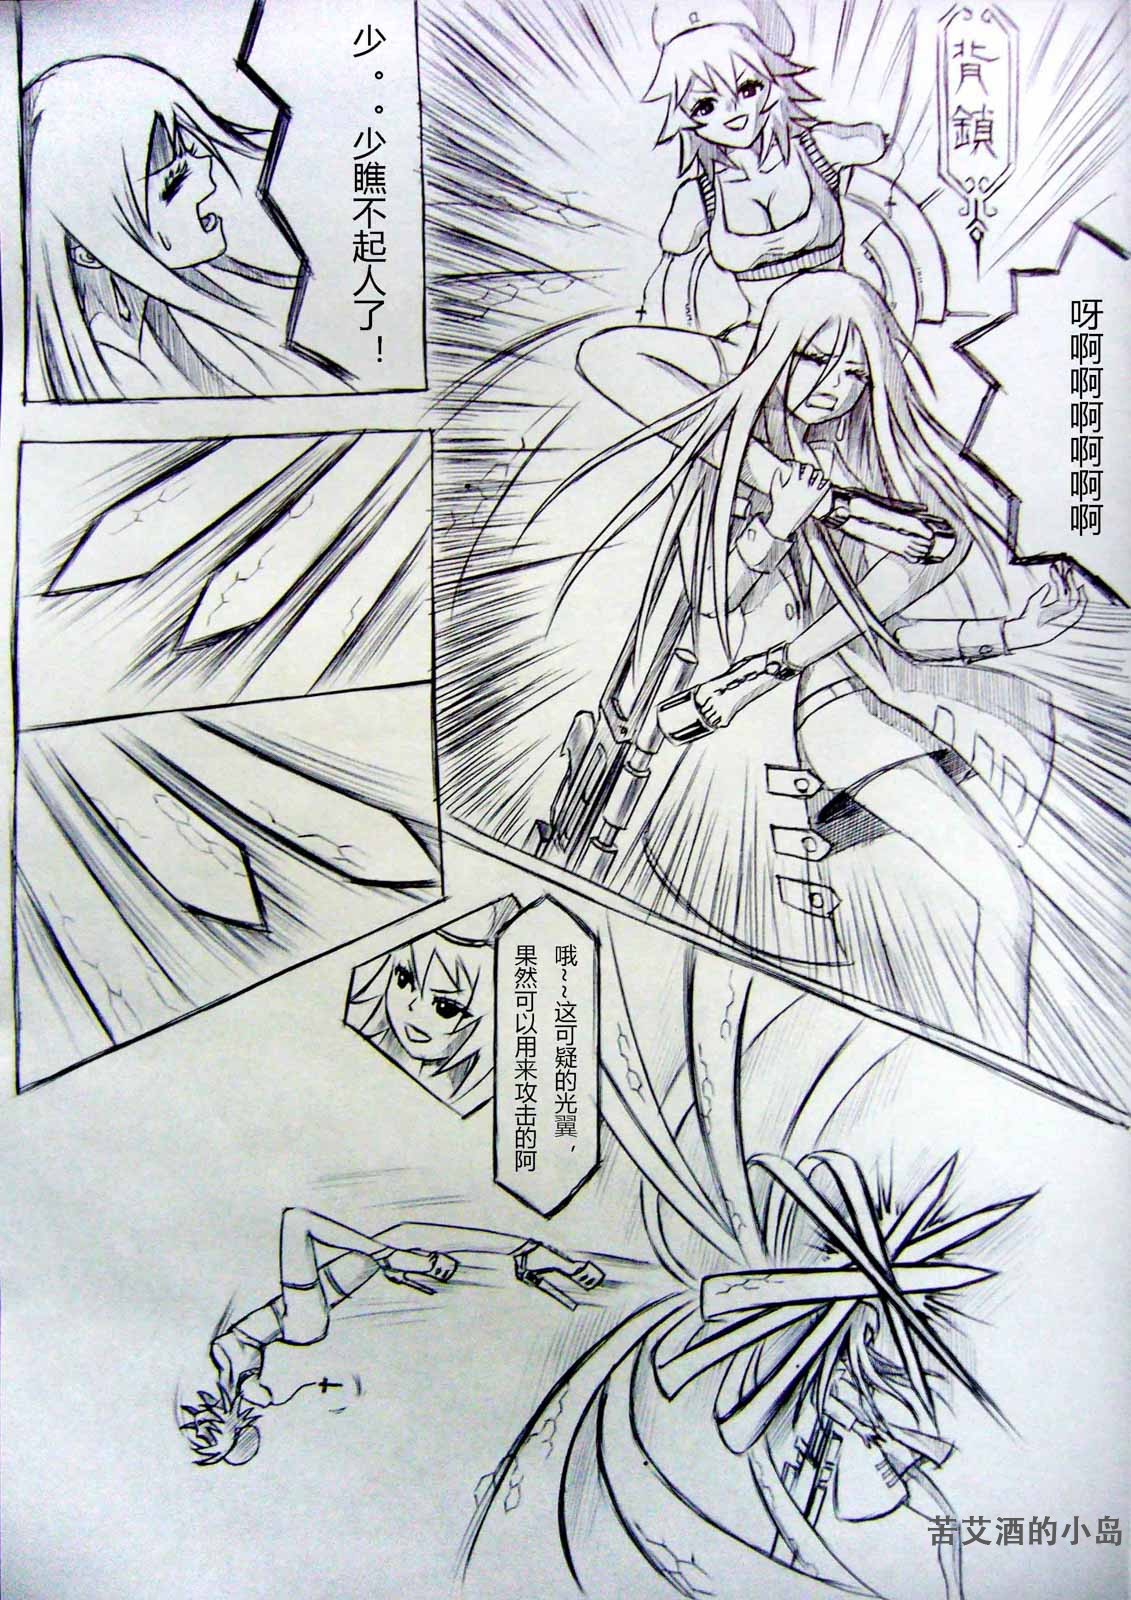 背鎖
呀啊啊啊啊啊啊
少。。少瞧不起人了！
哦~~这可疑的光翼，
果然可以用来攻击的阿
苦艾酒的小岛